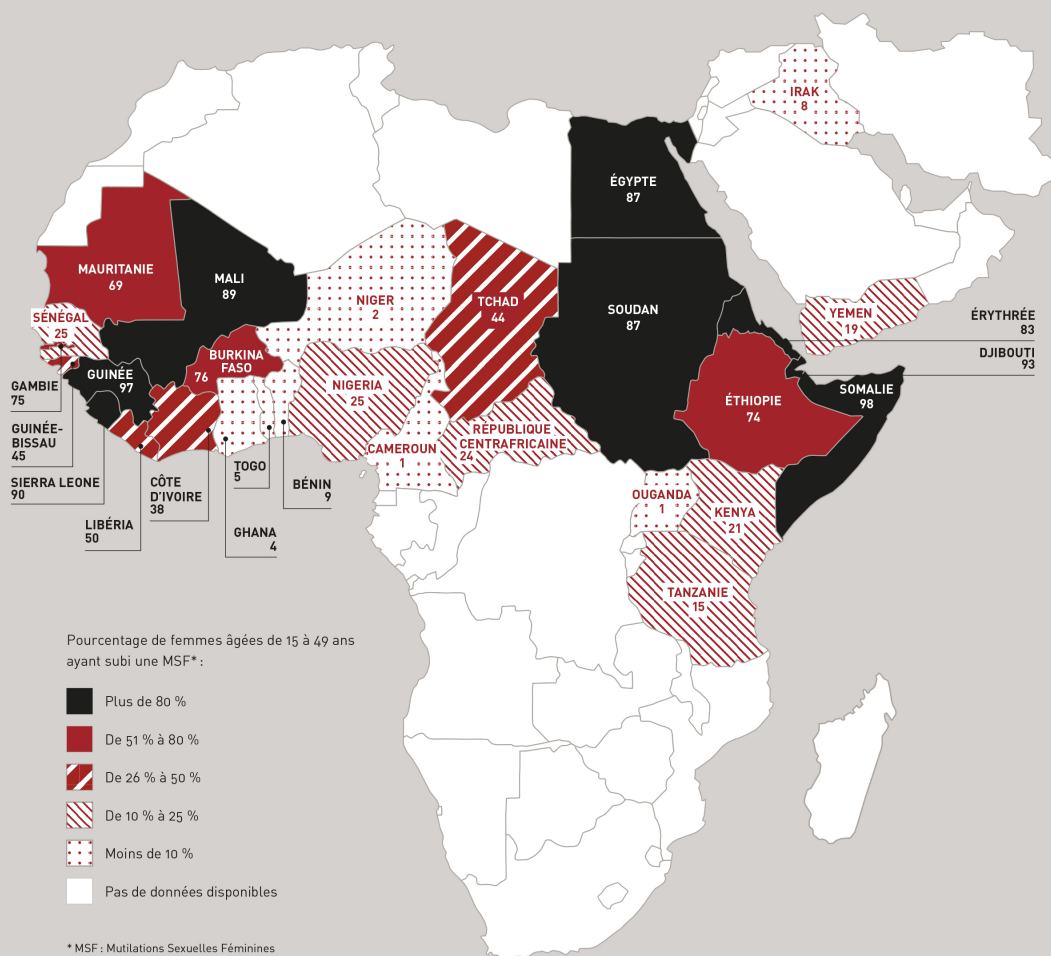 IRAK
8
ÉGYPTE
87
MAURITANIE
69
MALI
89
NIGER
2
TCHAD
44
SOUDAN
87
YEMEN
19
ÉRYTHRÉE
83
DJIBOUTI
93
SÉNÉGAL
25
BURKINA
FASO
76
GUINÉE
97
NIGERIA
25
ÉTHIOPIE
74
SOMALIE
98
GAMBIE
75
GUINÉE-
BISSAU
45
SIERRA LEONE
90
LIBÉRIA
50
CÔTE
D'IVOIRE
38
TOGO
5
BÉNIN
9
GHANA
4
CAMEROUN
1
RÉPUBLIQUE
CENTRAFRICAINE
24
OUGANDA
1
KENYA
21
TANZANIE
15
Pourcentage de femmes âgées de 15 à 49 ans
ayant subi une MSF* :
Plus de 80 %
De 51 % à 80 %
De 26 % à 50 %
De 10 % à 25 %
Moins de 10 %
Pas de données disponibles
* MSF : Mutilations Sexuelles Féminines